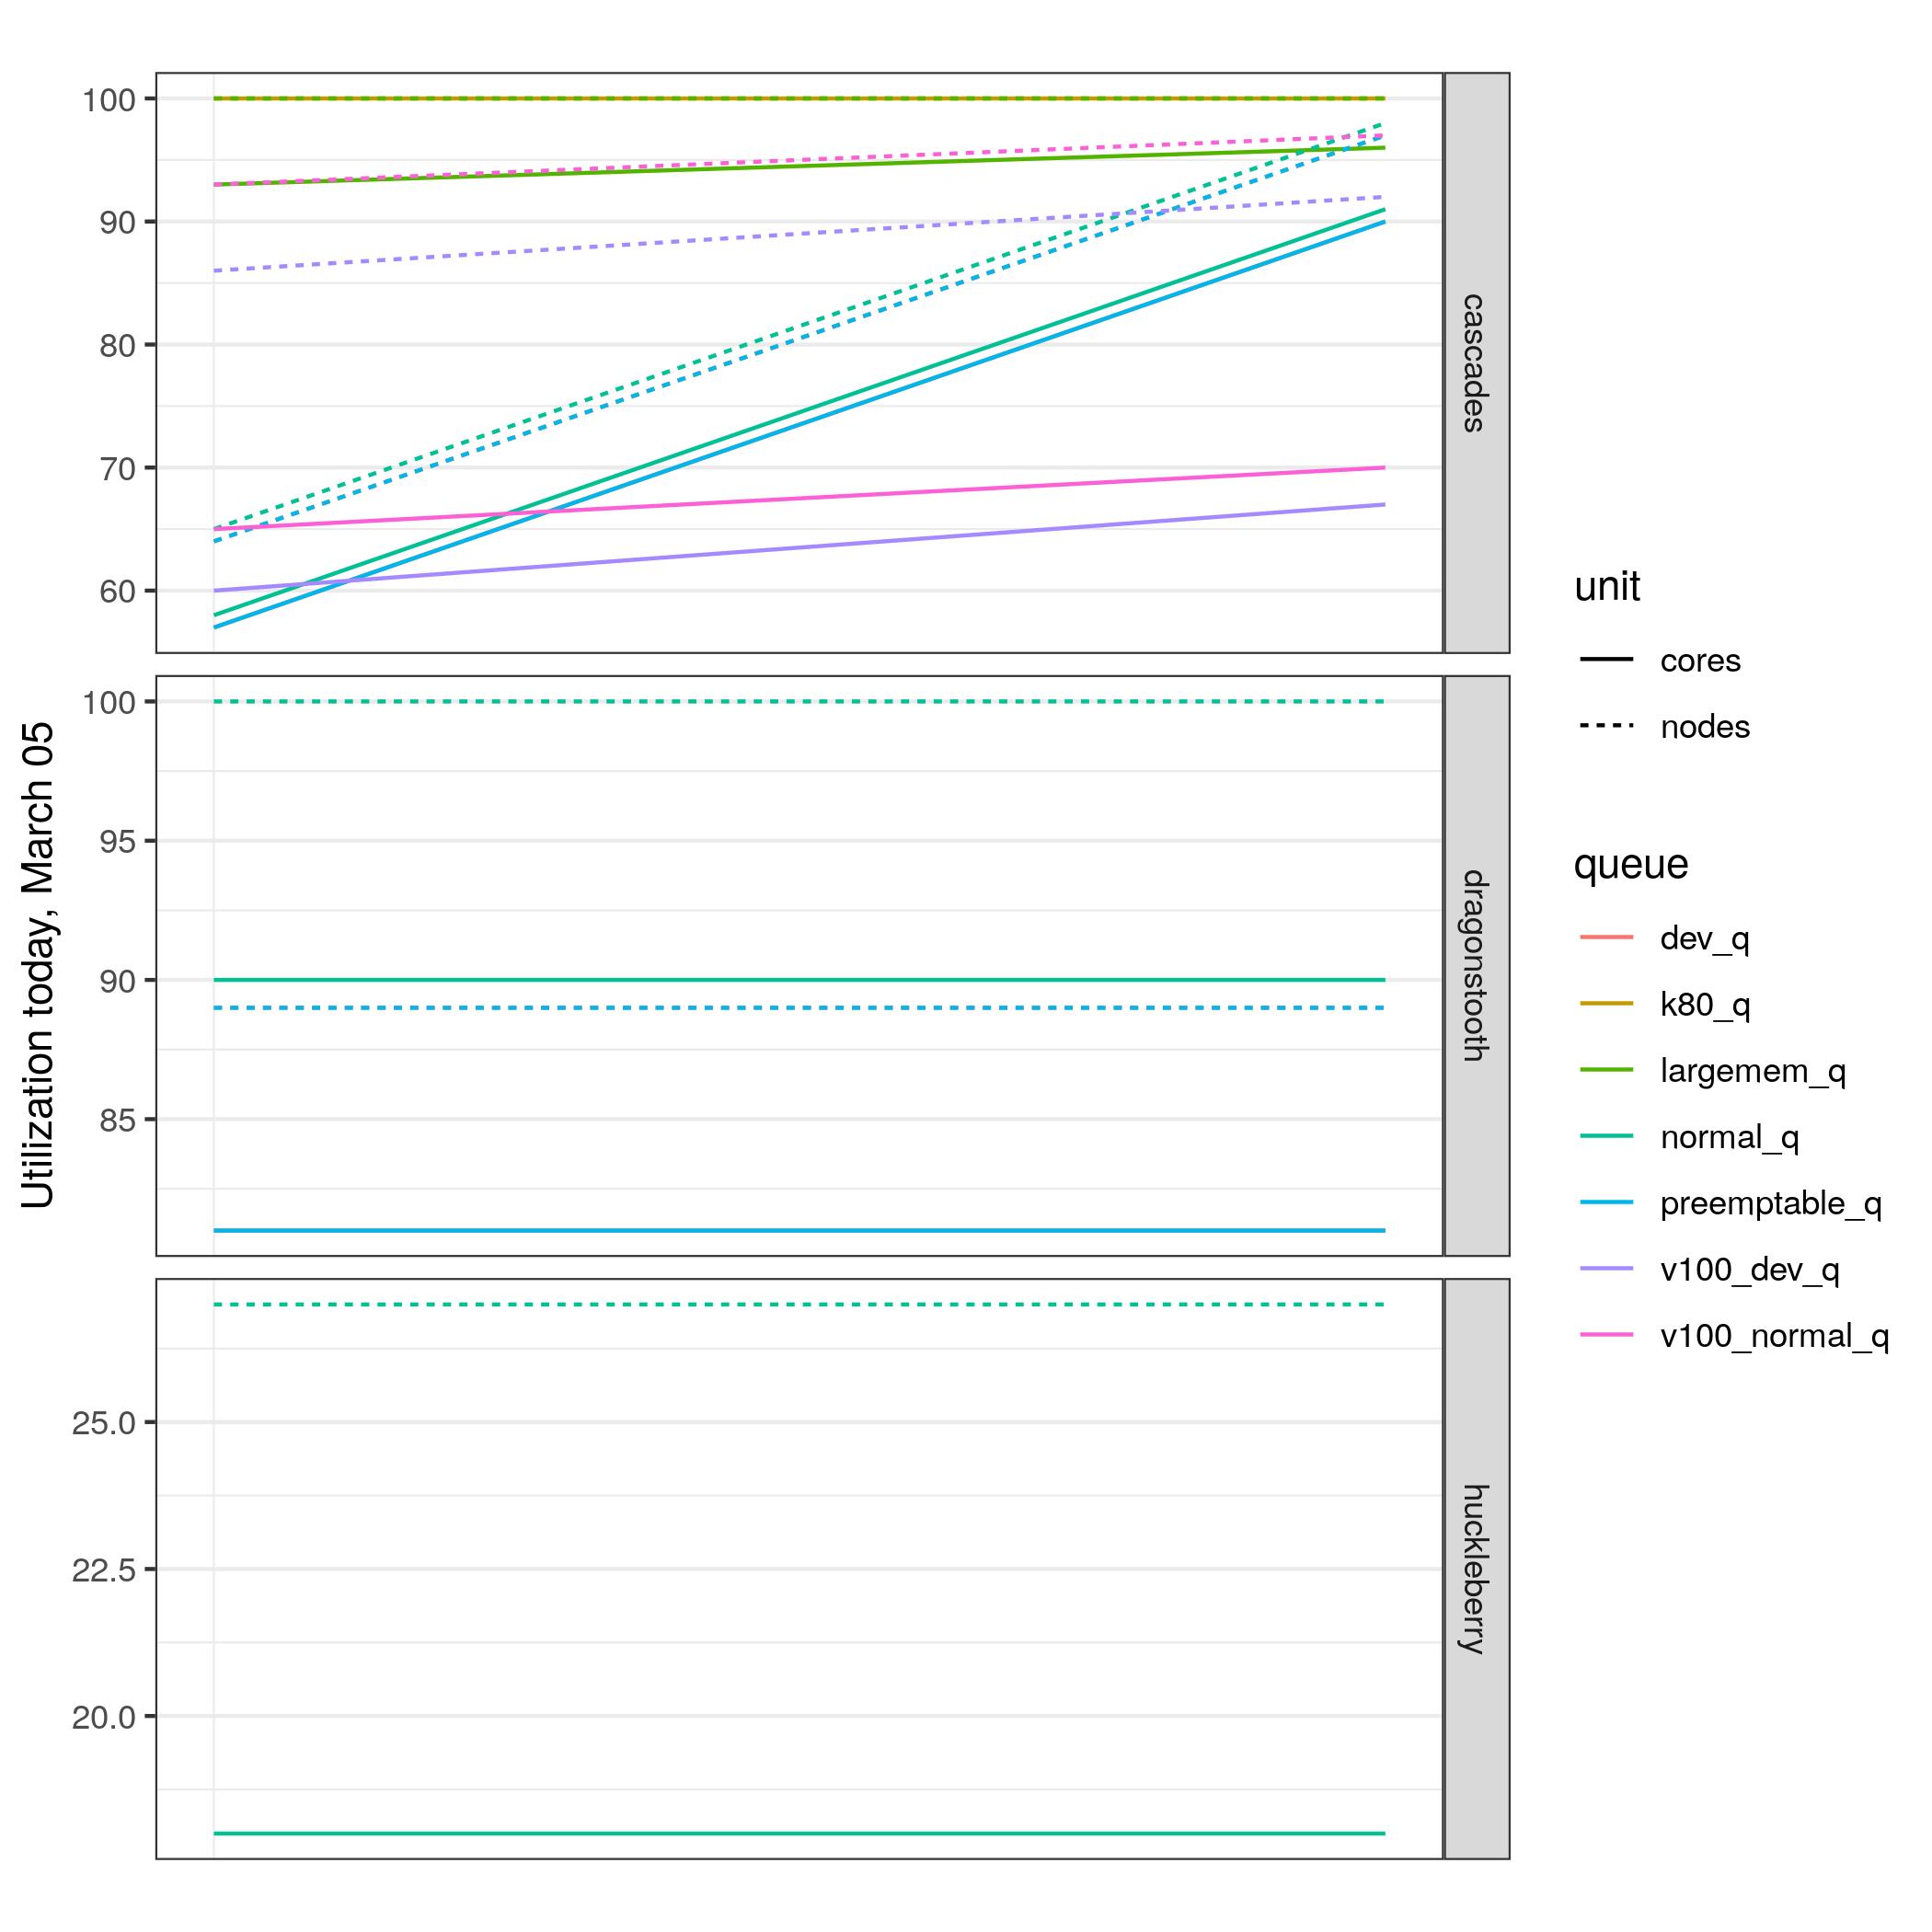 Utilization today, March 05
100
90
80
70
60
cascades
100
95
90
85
dragonstooth
25.0
22.5
20.0
huckleberry
unit
cores
nodes
queue
dev_q
k80_q
largemem_q
normal_q
preemptable_q
v100_dev_q
v100_normal_q